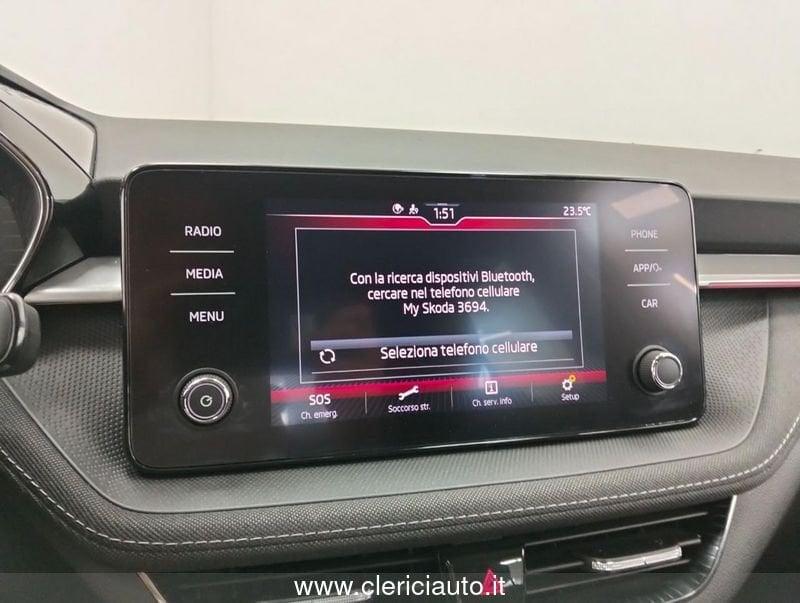 RADIO
MEDIA
MENU
1:51
23.5°C
Con la ricerca dispositivi Bluetooth,
cercare nel telefono cellulare
My Skoda 3694.
Seleziona telefono cellulare
SOS
Ch. emerg.
Soccorso str.
Ch. serv. info
Setup
PHONE
APP/
CAR
www.clericiauto.it